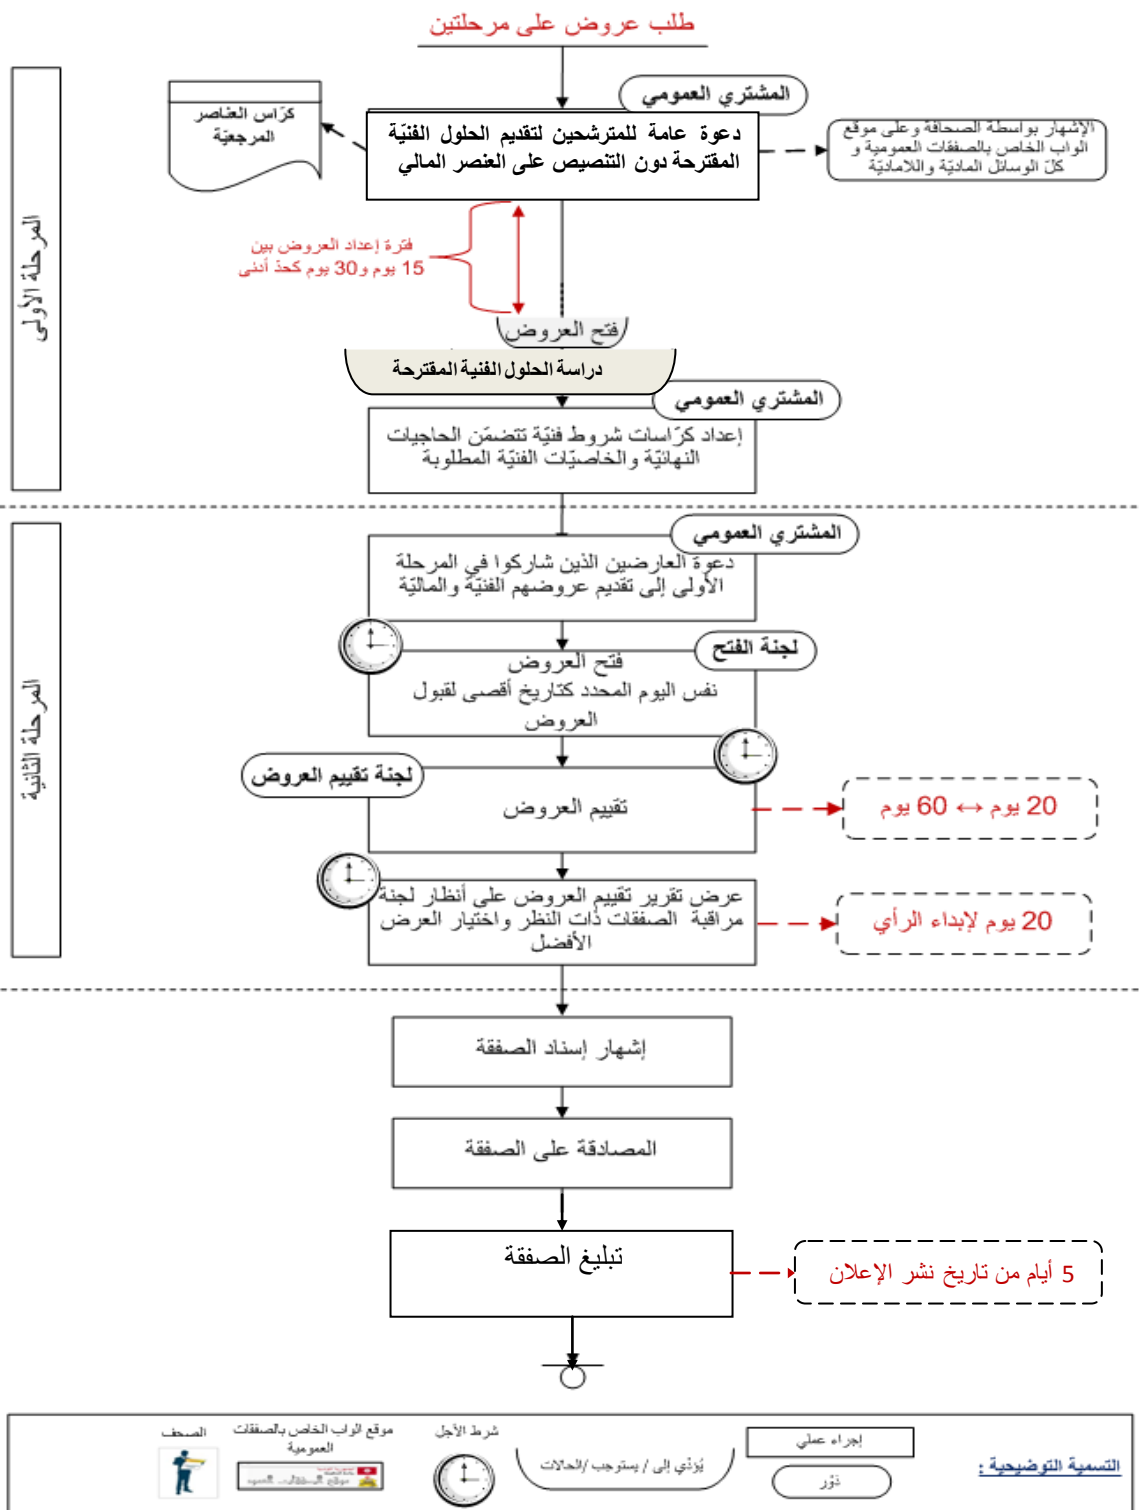 طلب عروض على مرحلتين
المشتري العمومي
كرّاس العناصر
المرجعيّة
دعوة عامة للمترشحين لتقديم الحلول الفنيّة
المقترحة دون التنصيص على العنصر المالي
الإشهار بواسطة الصحافة وعلى موقع
الواب الخاص بالصفقات العمومية و
كلّ الوسائل الماديّة واللاماديّة
المرحلة الأولى
فترة إعداد العروض بين
15 يوم و30 يوم كحدّ أدنى
فتح العروض
دراسة الحلول الفنية المقترحة
المشتري العمومي
إعداد كرّاسات شروط فنيّة تتضمّن الحاجيات
النهائيّة والخاصيّات الفنيّة المطلوبة
المشتري العمومي
دعوة العارضين الذين شاركوا في المرحلة
الأولى إلى تقديم عروضهم الفنيّة والماليّة
المرحلة الثانية
لجنة الفتح
فتح العروض
نفس اليوم المحدد كتاريخ أقصى لقبول
العروض
لجنة تقييم العروض
تقييم العروض
20 يوم ↔ 60 يوم
عرض تقرير تقييم العروض على أنظار لجنة
مراقبة الصفقات ذات النظر واختيار العرض
الأفضل
20 يوم لإبداء الرأي
إشهار إسناد الصفقة
المصادقة على الصفقة
تبليغ الصفقة
5 أيام من تاريخ نشر الإعلان
التسمية التوضيحية :
إجراء عملي
دَوْر
يُؤدّي إلى / يستوجب /الحالات
شرط الأجل
موقع الواب الخاص بالصفقات
العمومية
الصحف